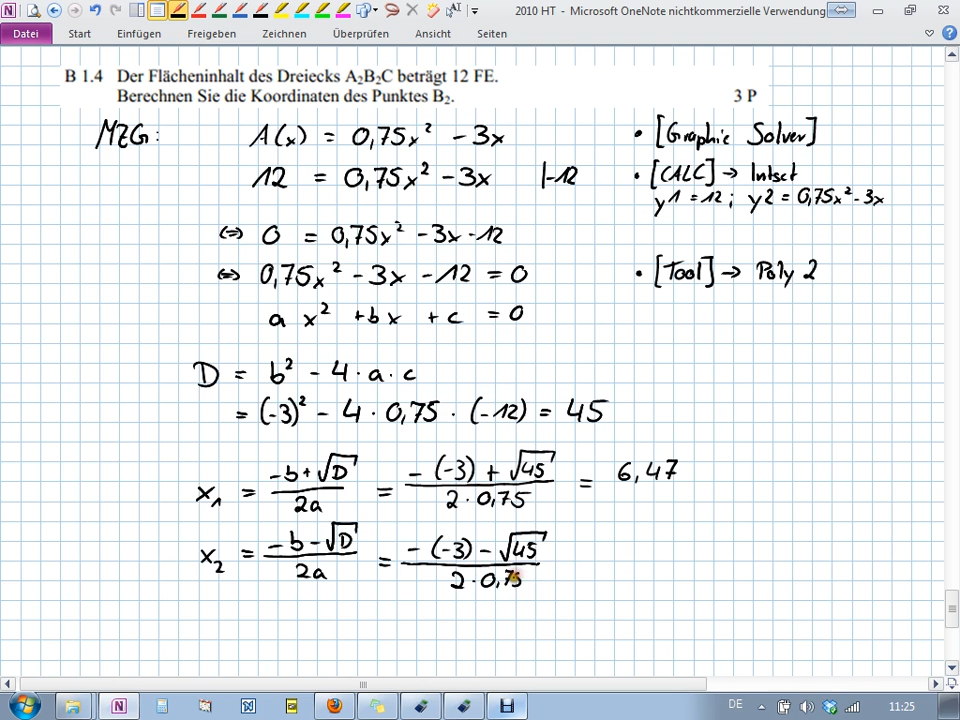 2010 HT - Microsoft OneNote nichtkommerzielle Verwendung
Datei Start Einfügen Freigeben Zeichnen Überprüfen Ansicht Seiten
B 1.4 Der Flächeninhalt des Dreiecks A₂B₂C beträgt 12 FE.
Berechnen Sie die Koordinaten des Punktes B₂. 3 P
MZG: A(x) = 0,75x² - 3x
12 = 0,75x² - 3x |-12
<=> 0 = 0,75x² - 3x - 12
<=> 0,75x² - 3x - 12 = 0
a x² + bx + c = 0
• [Graphic Solver]
• [CALC] → Intsct
y1 = 12; y2 = 0,75x² - 3x
• [Tool] → Poly 2
D = b² - 4 · a · c
= (-3)² - 4 · 0,75 · (-12) = 45
x₁ = (-b + √D)/(2a) = (-(-3) + √45)/(2 · 0,75) = 6,47
x₂ = (-b - √D)/(2a) = (-(-3) - √45)/(2 · 0,75)
DE 11:25